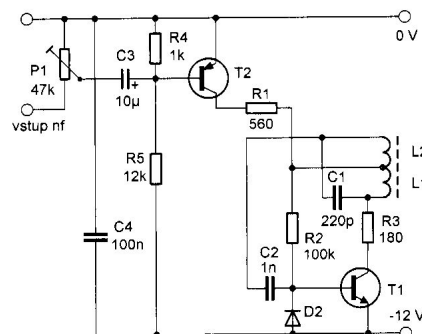 R4
1k
0 V
C3
P1
47k
+
10µ
T2
R1
560
vstup nf
L2
R5
12k
C1
220p
C4
100n
R2
100k
R3
180
C2
1n
T1
D2
-12 V